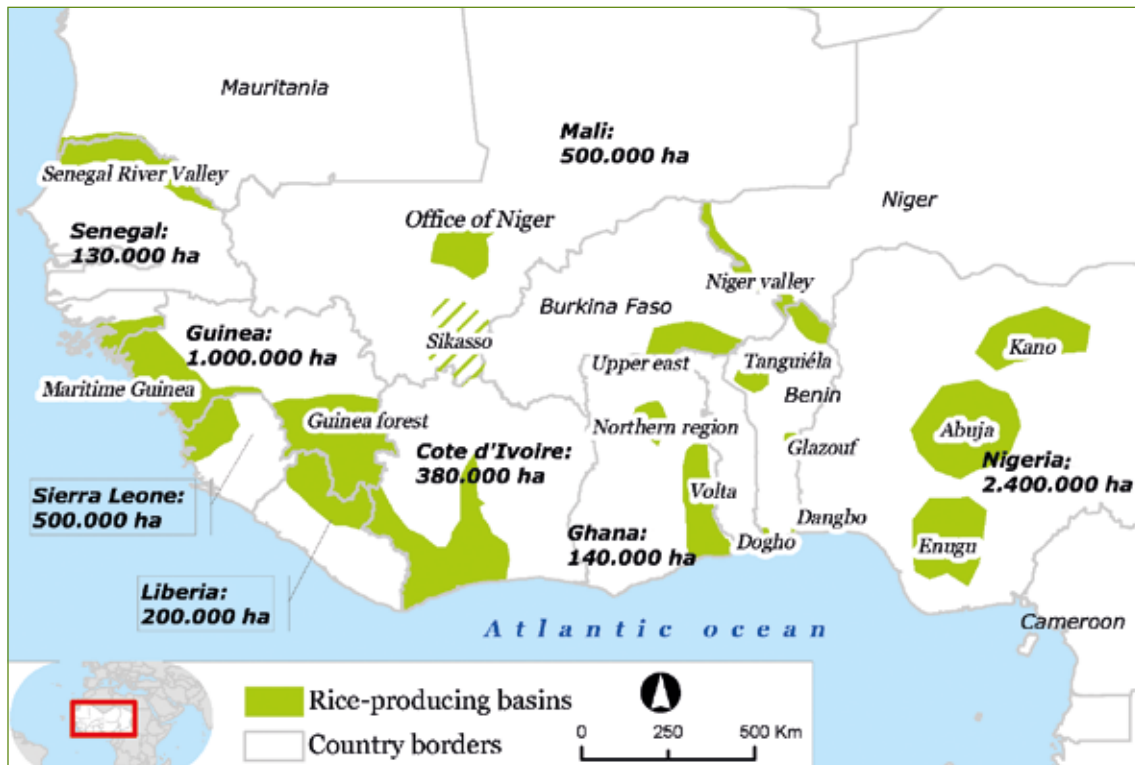 Mauritania
Mali:
500.000 ha
Senegal River Valley
Niger
Office of Niger
Senegal:
130.000 ha
Niger valley
Burkina Faso
Guinea:
1.000.000 ha
Sikasso
Kano
Upper east
Tanguiéla
Maritime Guinea
Benin
Guinea forest
Northern region
Abuja
Cote d'Ivoire:
380.000 ha
Glazouf
Nigeria;
2.400.000 ha
Sierra Leone:
500.000 ha
Volta
Dangbo
Ghana:
140.000 ha
Dogho
Enugu
Liberia:
200.000 ha
Cameroon
Atlantic ocean
Rice-producing basins
Country borders
0 250 500 Km